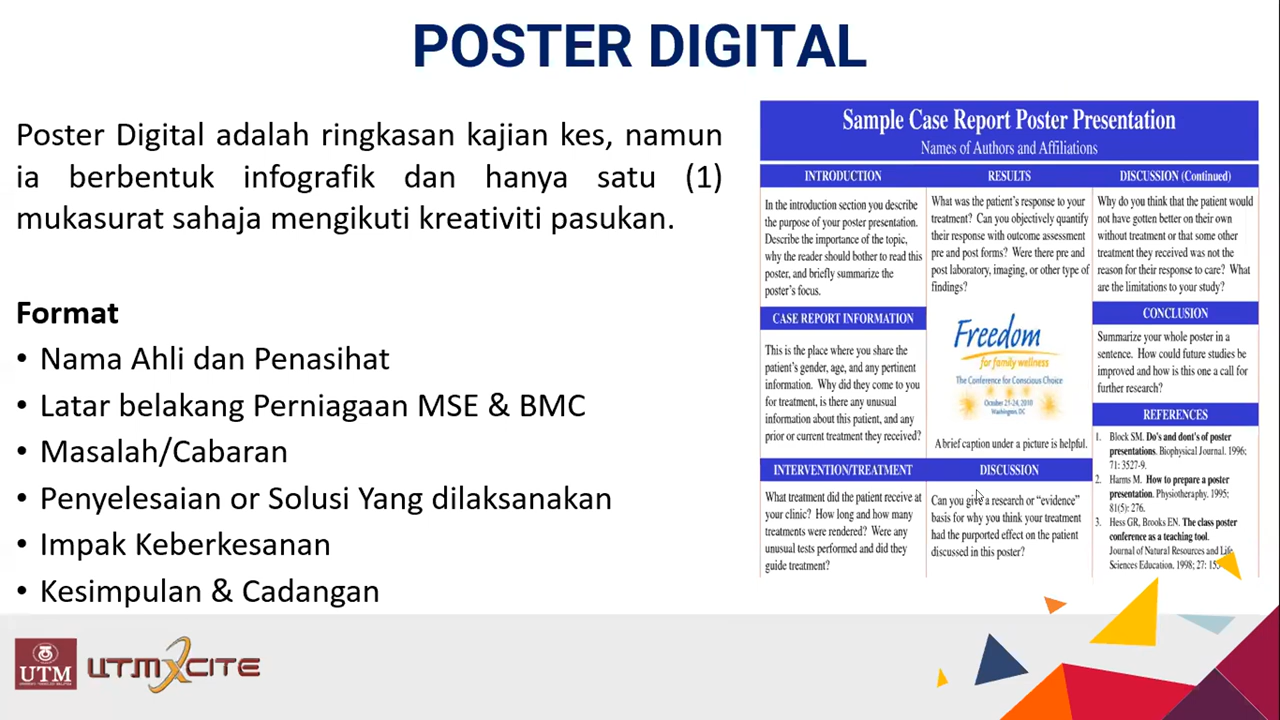 POSTER DIGITAL
Poster Digital adalah ringkasan kajian kes, namun
ia berbentuk infografik dan hanya satu (1)
mukasurat sahaja mengikuti kreativiti pasukan.
Format
• Nama Ahli dan Penasihat
• Latar belakang Perniagaan MSE & BMC
• Masalah/Cabaran
• Penyelesaian or Solusi Yang dilaksanakan
• Impak Keberkesanan
• Kesimpulan & Cadangan
Sample Case Report Poster Presentation
Names of Authors and Affiliations
INTRODUCTION
In the introduction section you describe
the purpose of your poster presentation.
Describe the importance of the topic,
why the reader should bother to read this
poster, and briefly summarize the
poster's focus.
CASE REPORT INFORMATION
This is the place where you share the
patient's gender, age, and any pertinent
information. Why did they come to you
for treatment, is there any unusual
information about this patient, and any
prior or current treatment they received?
INTERVENTION/TREATMENT
What treatment did the patient receive at
your clinic? How long and how many
treatments were rendered? Were any
unusual tests performed and did they
guide treatment?
RESULTS
What was the patient's response to your
treatment? Can you objectively quantify
their response with outcome assessment
pre and post forms? Were there pre and
post laboratory, imaging, or other type of
findings?
Freedom
for family wellness
The Conference for Conscious Choice
October 21-24, 2010
Washington, DC
A brief caption under a picture is helpful.
DISCUSSION
Can you give a research or “evidence”
basis for why you think your treatment
had the purported effect on the patient
discussed in this poster?
DISCUSSION (Continued)
Why do you think that the patient would
not have gotten better on their own
without treatment or that some other
treatment they received was not the
reason for their response to care? What
are the limitations to your study?
CONCLUSION
Summarize your whole poster in a
sentence. How could future studies be
improved and how is this one a call for
further research?
REFERENCES
1. Block SM. Do's and dont's of poster
presentations. Biophysical Journal. 1996;
71: 3527-9.
2. Harms M. How to prepare a poster
presentation. Physiotheraphy. 1995;
81(5): 276.
3. Hess GR, Brooks EN. The class poster
conference as a teaching tool.
Journal of Natural Resources and Life
Sciences Education. 1998; 27:
UTM
UTMXCITE